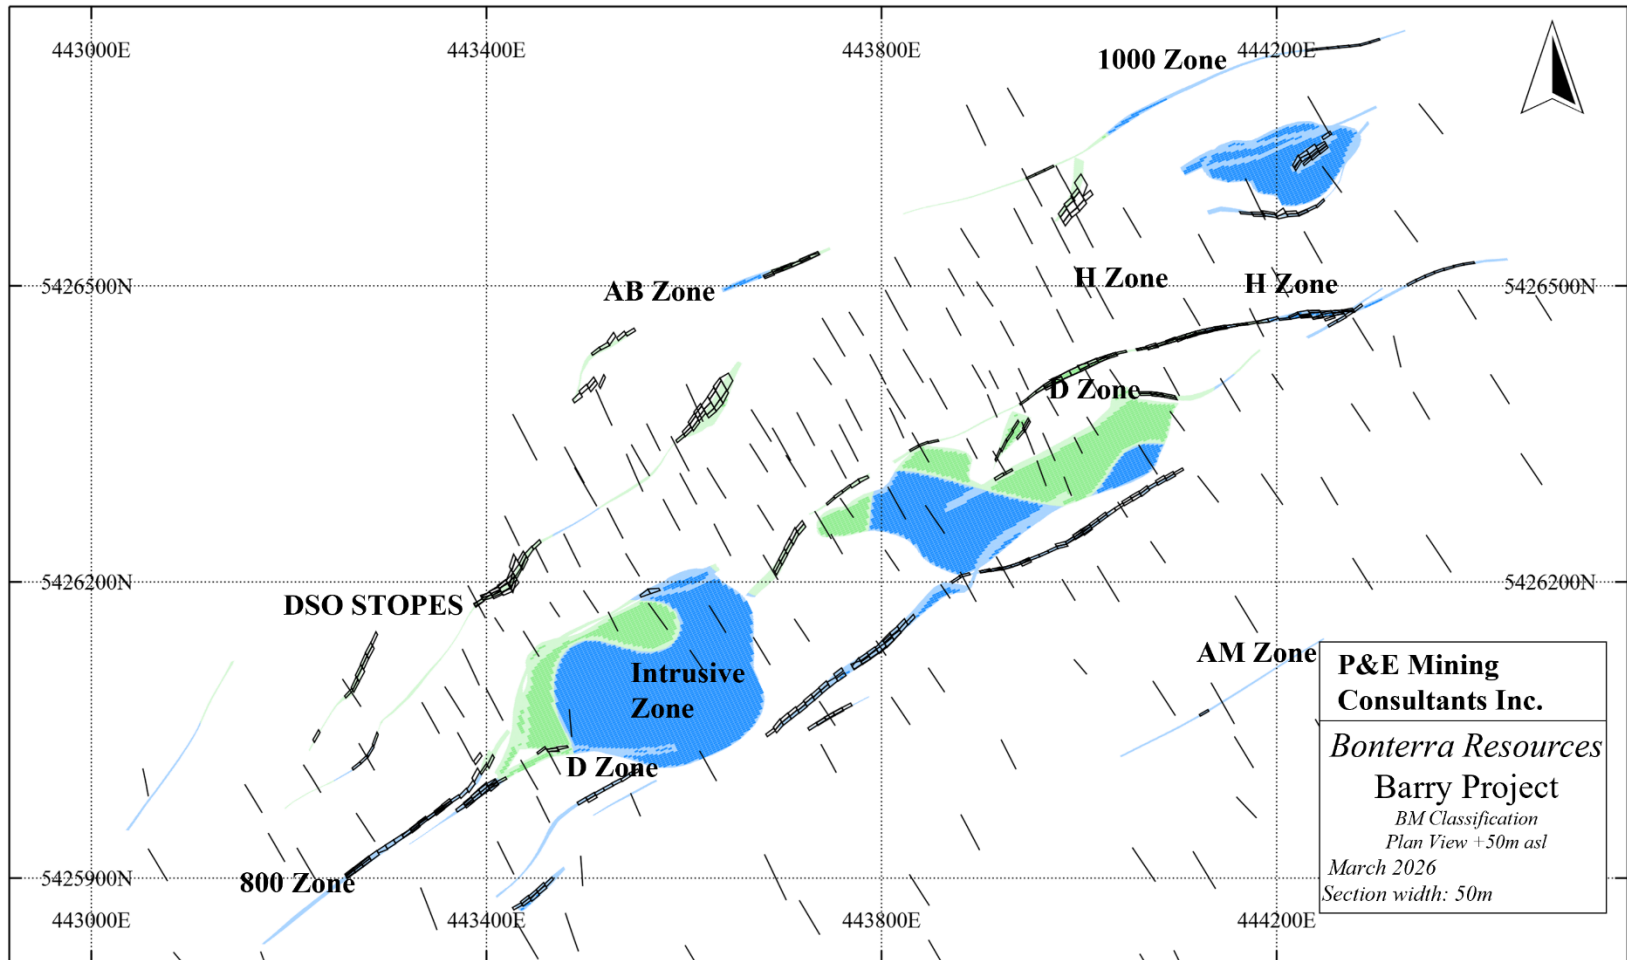 443000E 443400E 443800E 444200E
1000 Zone
5426500N AB Zone H Zone H Zone 5426500N
D Zone
5426200N 5426200N
DSO STOPES
AM Zone
Intrusive
Zone
D Zone
800 Zone
5425900N
443000E 443400E 443800E 444200E
P&E Mining
Consultants Inc.
Bonterra Resources
Barry Project
BM Classification
Plan View +50m asl
March 2026
Section width: 50m